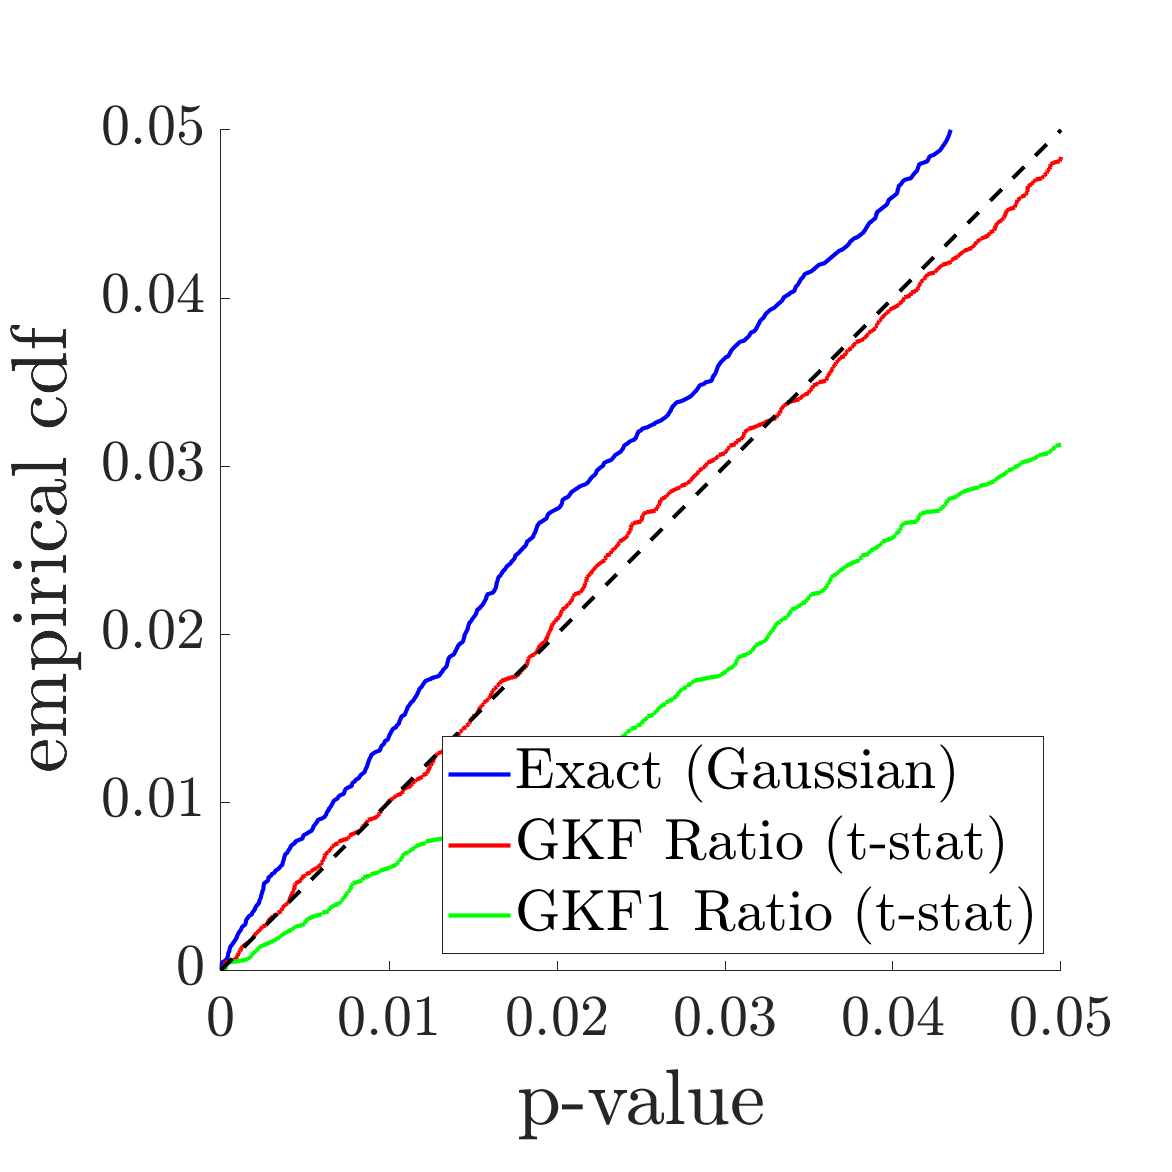 0.05
0.04
0.03
0.02
0.01
0
empirical cdf
Exact (Gaussian)
GKF Ratio (t-stat)
GKF1 Ratio (t-stat)
0 0.01 0.02 0.03 0.04 0.05
p-value